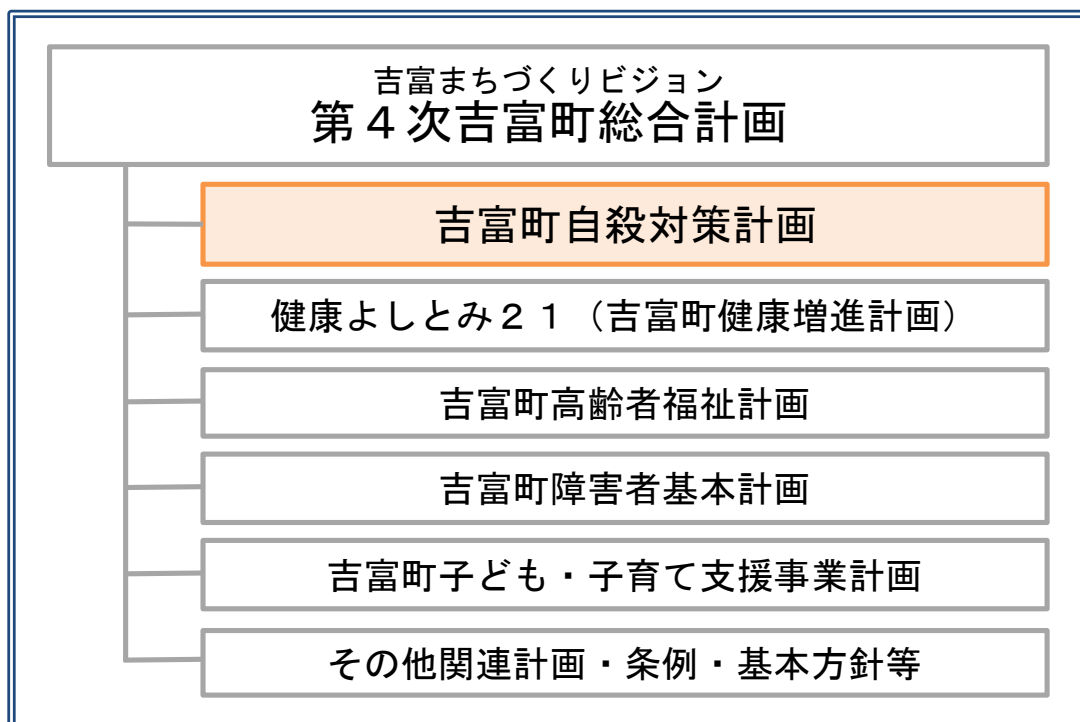 吉富まちづくりビジョン
第４次吉富町総合計画
吉富町自殺対策計画
健康よしとみ２１（吉富町健康増進計画）
吉富町高齢者福祉計画
吉富町障害者基本計画
吉富町子ども・子育て支援事業計画
その他関連計画・条例・基本方針等